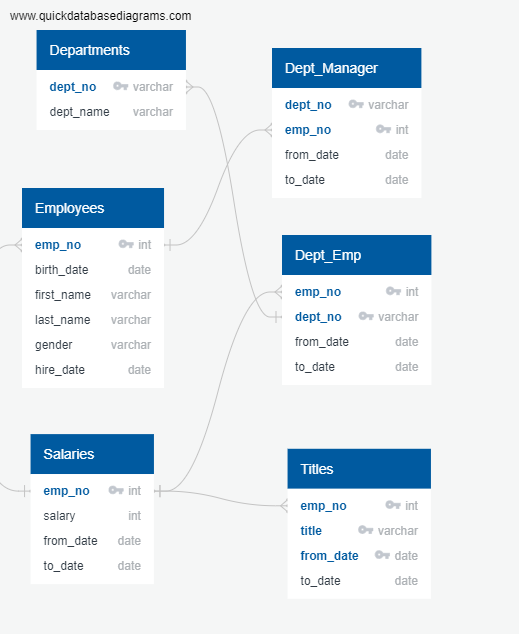 www.quickdatabasediagrams.com
Departments
dept_no varchar
dept_name varchar
Dept_Manager
dept_no varchar
emp_no int
from_date date
to_date date
Employees
emp_no int
birth_date date
first_name varchar
last_name varchar
gender varchar
hire_date date
Dept_Emp
emp_no int
dept_no varchar
from_date date
to_date date
Salaries
emp_no int
salary int
from_date date
to_date date
Titles
emp_no int
title varchar
from_date date
to_date date